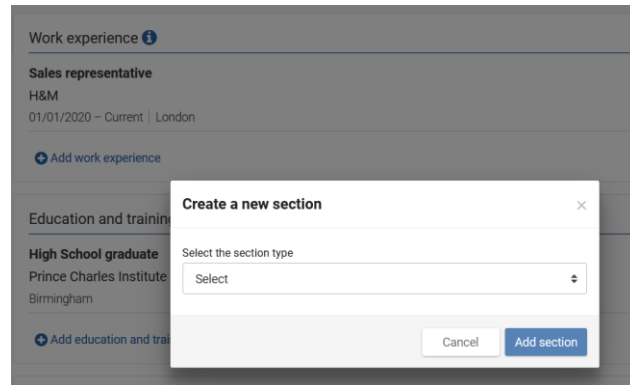 Work experience
Sales representative
H&M
01/01/2020 – Current | London
Add work experience
Create a new section
Education and training
Select the section type
High School graduate
Prince Charles Institute
Select
Birmingham
Add education and trai
Cancel
Add section